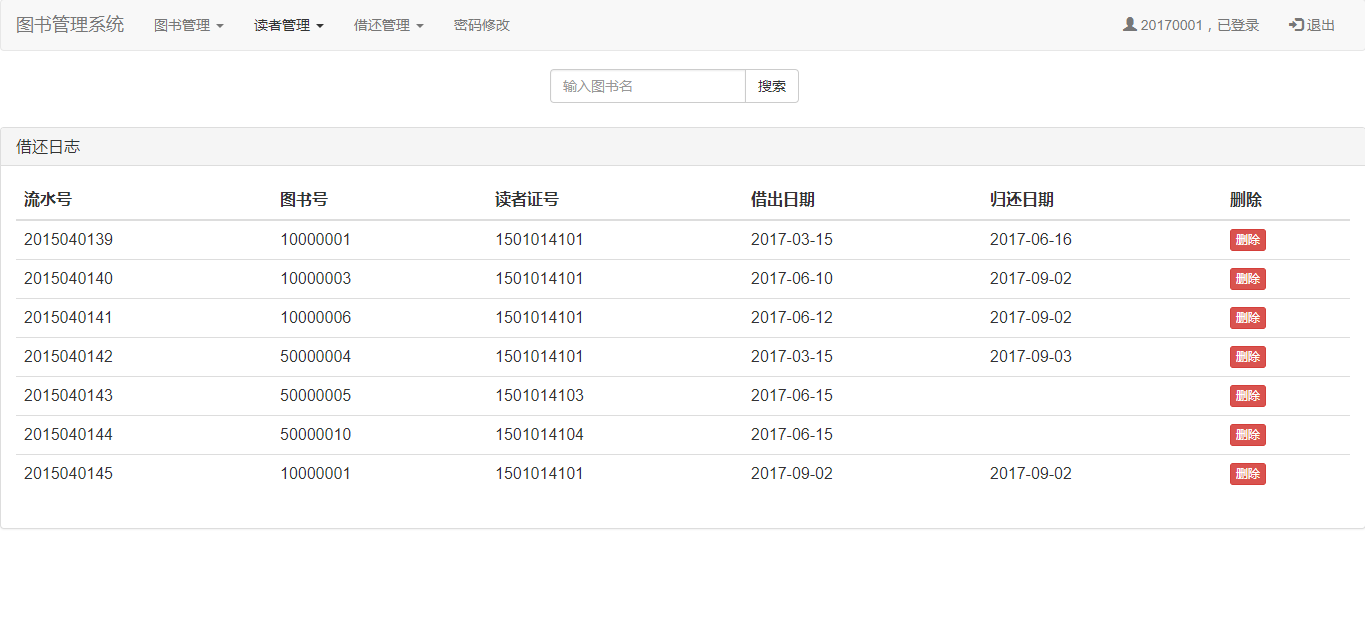 图书管理系统 图书管理 读者管理 借还管理 密码修改 20170001，已登录 退出
输入图书名 搜索
借还日志
流水号 图书号 读者证号 借出日期 归还日期 删除
2015040139 10000001 1501014101 2017-03-15 2017-06-16 删除
2015040140 10000003 1501014101 2017-06-10 2017-09-02 删除
2015040141 10000006 1501014101 2017-06-12 2017-09-02 删除
2015040142 50000004 1501014101 2017-03-15 2017-09-03 删除
2015040143 50000005 1501014103 2017-06-15 删除
2015040144 50000010 1501014104 2017-06-15 删除
2015040145 10000001 1501014101 2017-09-02 2017-09-02 删除